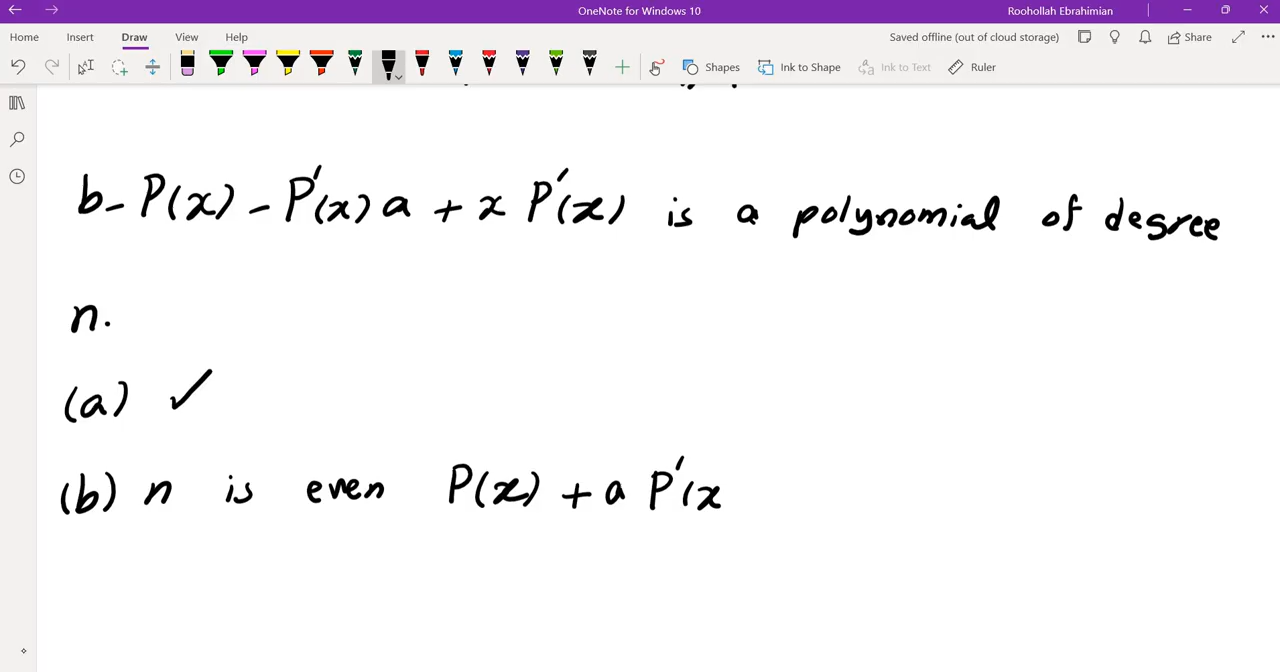 OneNote for Windows 10
Roohollah Ebrahimian
Home Insert Draw View Help
Saved offline (out of cloud storage)
Share
Shapes
Ink to Shape
Ink to Text
Ruler
b - P(x) - P'(x) a + x P'(x) is a polynomial of degree
n.
(a) ✓
(b) n is even P(x) + a P'(x